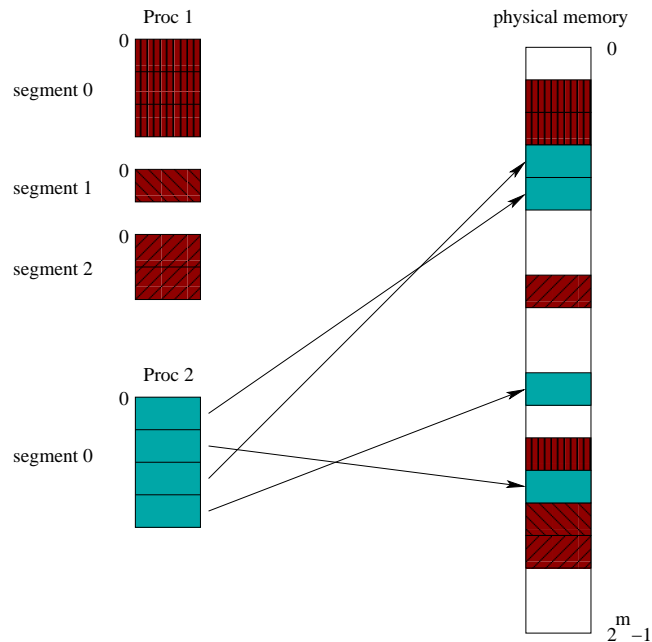 Proc 1
physical memory
0
0
segment 0
0
segment 1
0
segment 2
Proc 2
0
segment 0
2^m −1